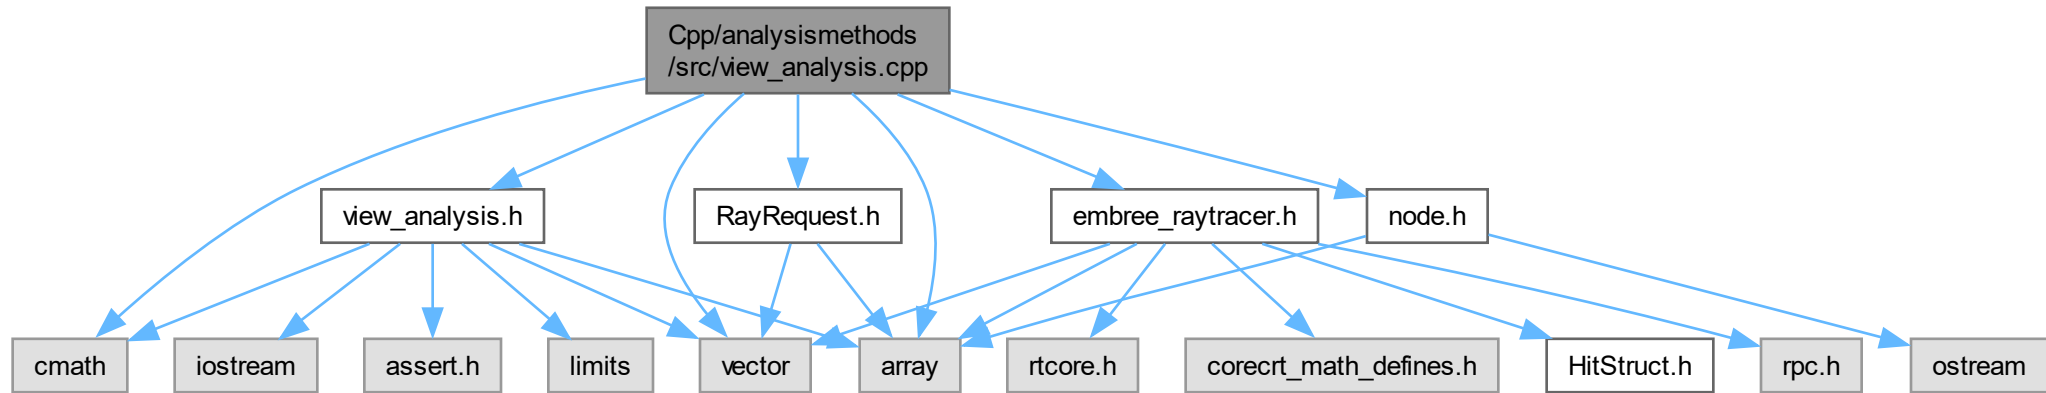 Cpp/analysismethods
/src/view_analysis.cpp
view_analysis.h
RayRequest.h
embree_raytracer.h
node.h
cmath
iostream
assert.h
limits
vector
array
rtcore.h
corecrt_math_defines.h
HitStruct.h
rpc.h
ostream